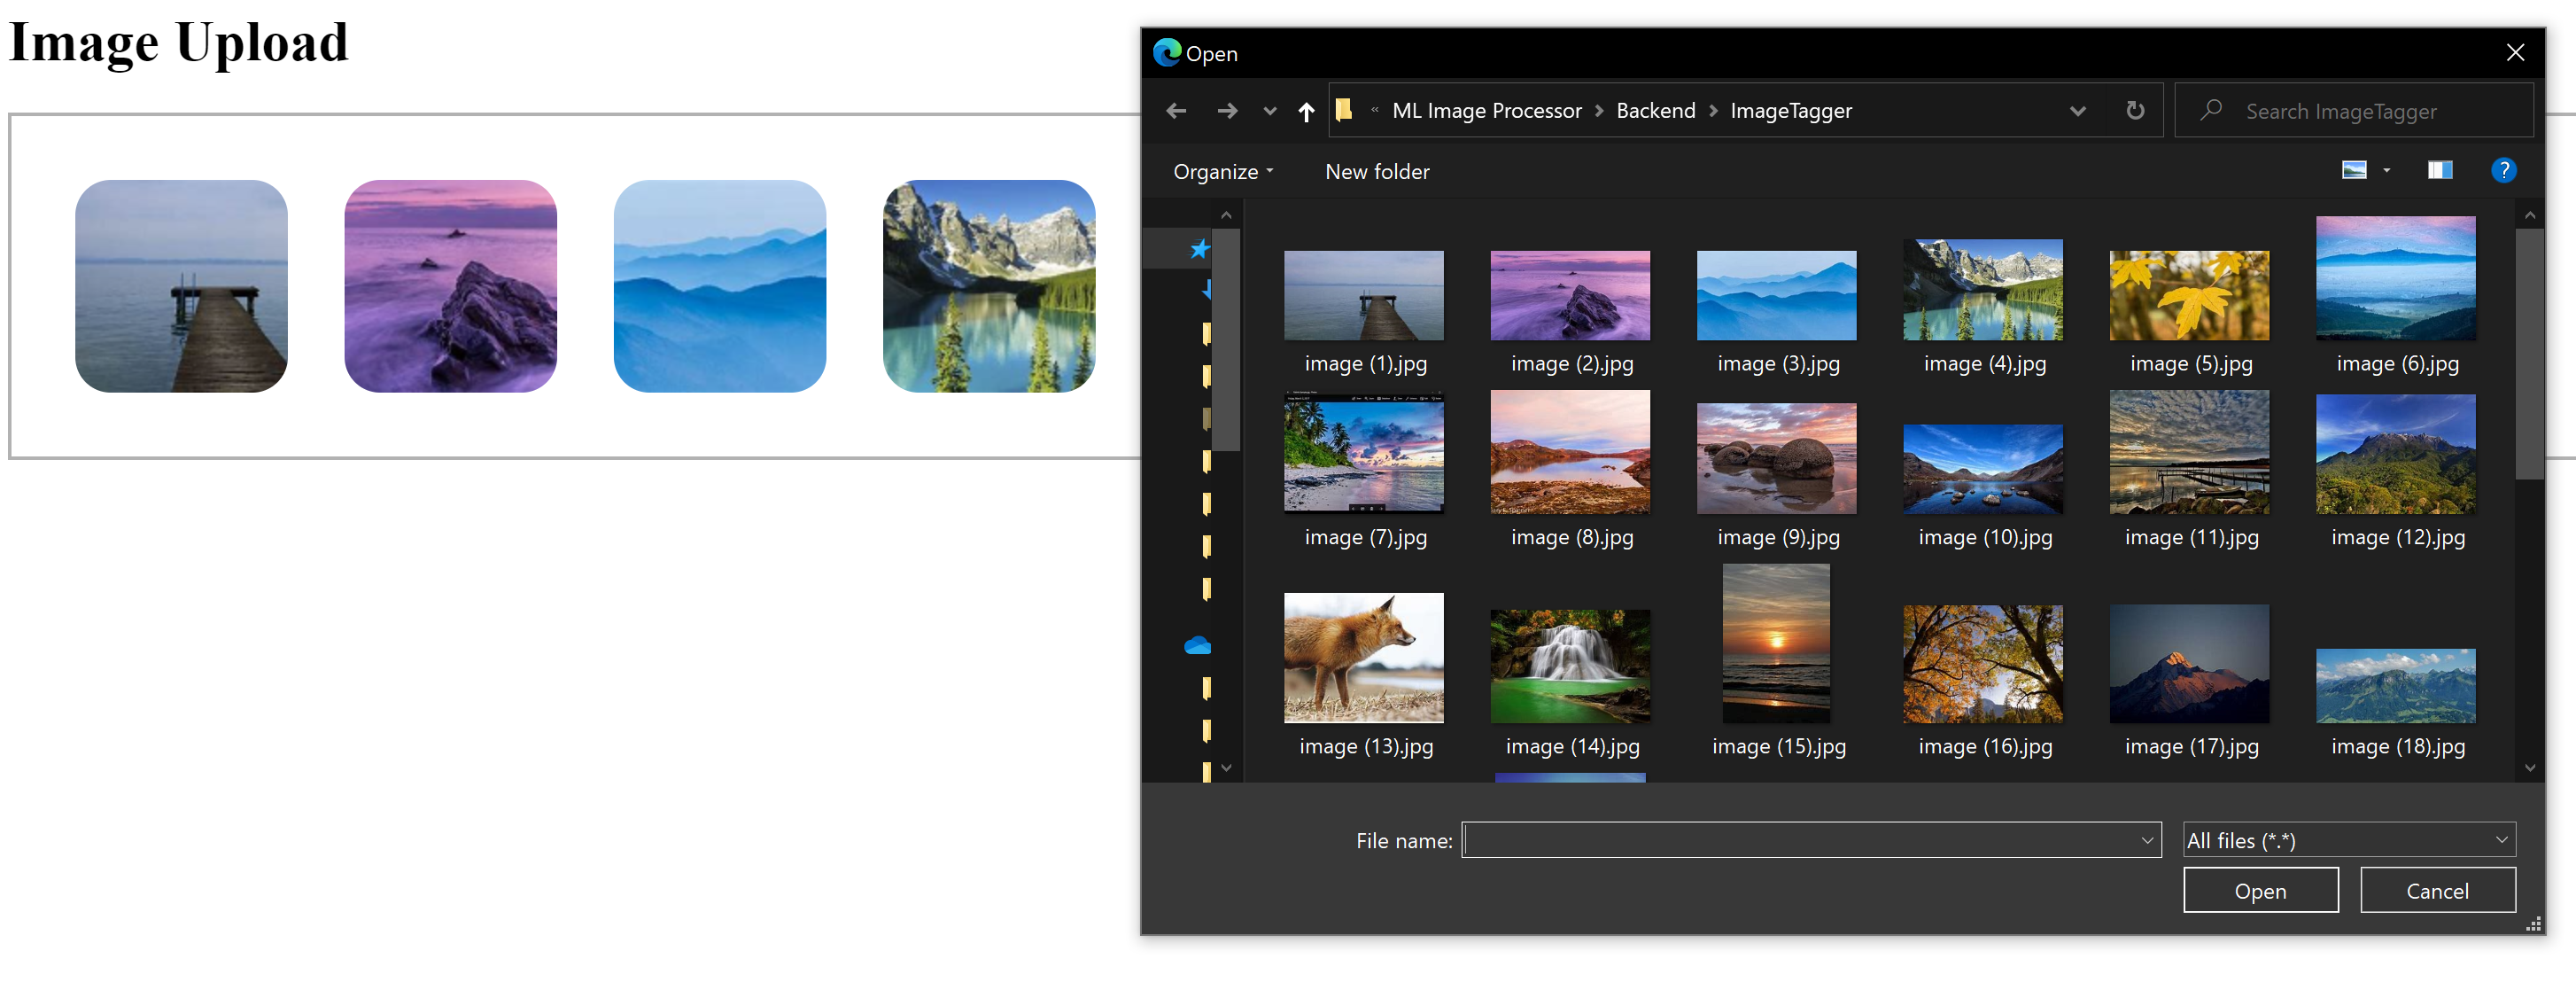 Image Upload
Open
« ML Image Processor > Backend > ImageTagger
Search ImageTagger
Organize
New folder
?
image (1).jpg
image (2).jpg
image (3).jpg
image (4).jpg
image (5).jpg
image (6).jpg
image (7).jpg
image (8).jpg
image (9).jpg
image (10).jpg
image (11).jpg
image (12).jpg
image (13).jpg
image (14).jpg
image (15).jpg
image (16).jpg
image (17).jpg
image (18).jpg
File name:
All files (*.*)
Open
Cancel